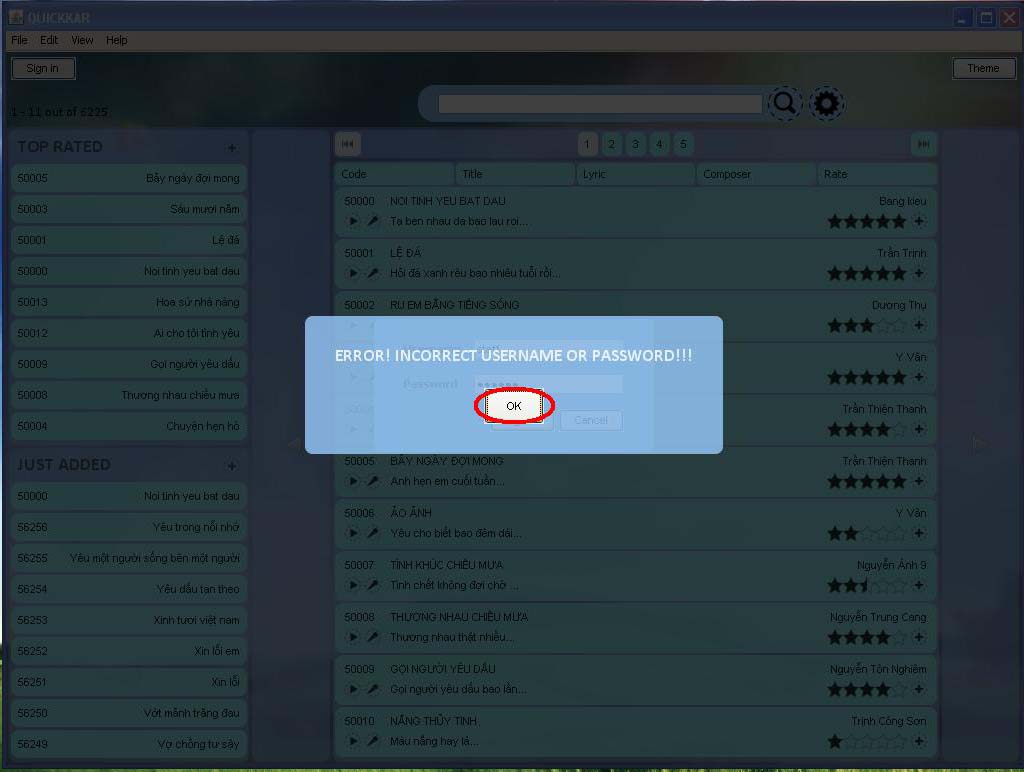 QUICKKAR
File Edit View Help
Sign in
Theme
1 - 11 out of 6225
TOP RATED +
50005 Bẫy ngày đợi mong
50003 Sáu mươi năm
50001 Lệ đá
50000 Noi tinh yeu bat dau
50013 Hoa sứ nhà nàng
50012 Ai cho tôi tình yêu
50009 Gọi người yêu dấu
50008 Thương nhau chiều mưa
50004 Chuyện hẹn hò
JUST ADDED +
50000 Noi tinh yeu bat dau
56256 Yêu trong nỗi nhớ
56255 Yêu một người sống bên một người
56254 Yêu dấu tan theo
56253 Xinh tươi việt nam
56252 Xin lỗi em
56251 Xin lỗi
56250 Vớt mảnh trăng đau
56249 Vợ chồng tư sậy
1 2 3 4 5
Code Title Lyric Composer Rate
50000 NOI TINH YEU BAT DAU Bang kieu
Ta ben nhau da bao lau roi...
50001 LỆ ĐÁ Trần Trịnh
Hỏi đá xanh rêu bao nhiêu tuổi rồi...
50002 RU EM BẰNG TIẾNG SÓNG Dương Thụ
Y Vân
ERROR! INCORRECT USERNAME OR PASSWORD!!!
Password
OK
Cancel
Trần Thiện Thanh
50005 BẪY NGÀY ĐỢI MONG Trần Thiện Thanh
Anh hẹn em cuối tuần...
50006 ẢO ẢNH Y Vân
Yêu cho biết bao đêm dài...
50007 TÌNH KHÚC CHIỀU MƯA Nguyễn Ánh 9
Tình chết không đợi chờ ...
50008 THƯƠNG NHAU CHIỀU MƯA Nguyễn Trung Cang
Thương nhau thật nhiều...
50009 GỌI NGƯỜI YÊU DẤU Nguyễn Tôn Nghiêm
Gọi người yêu dấu bao lần...
50010 NẮNG THỦY TINH Trịnh Công Sơn
Màu nắng hay là...